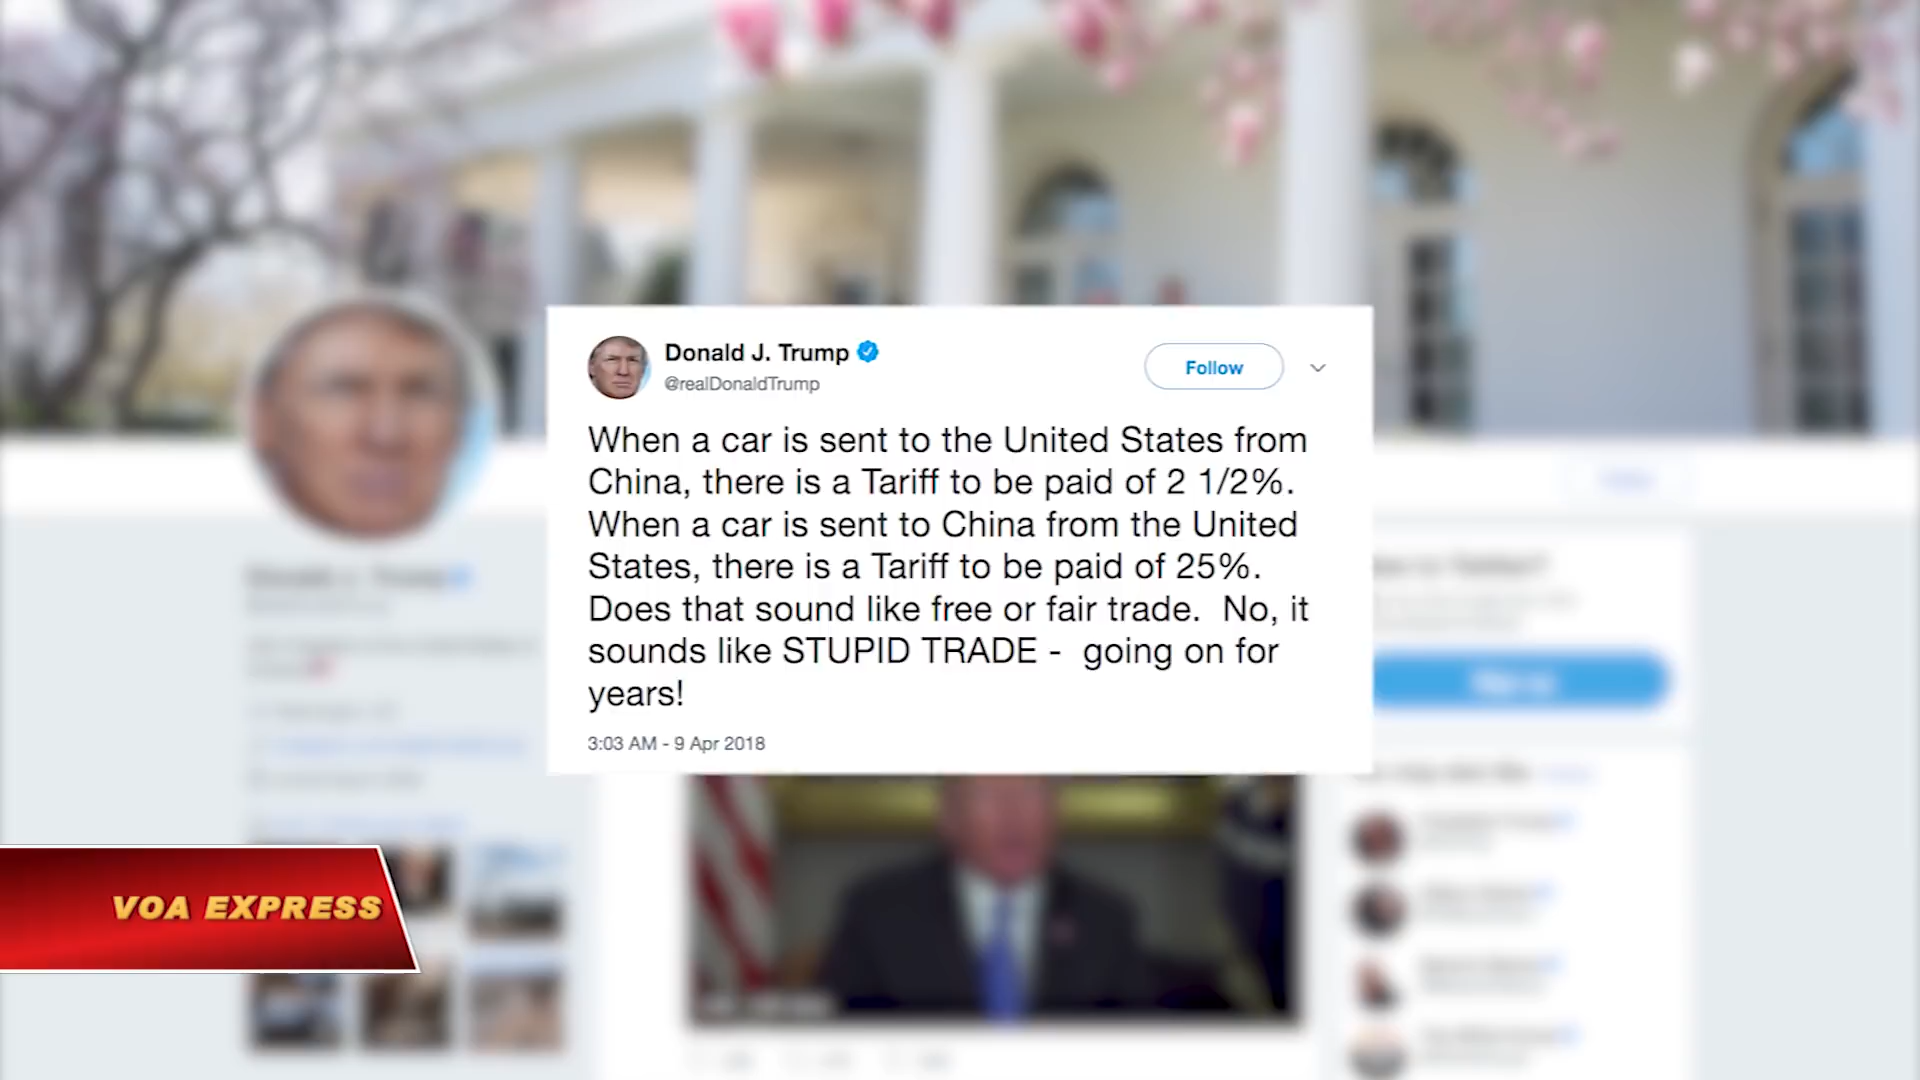 Donald J. Trump
@realDonaldTrump
Follow
When a car is sent to the United States from
China, there is a Tariff to be paid of 2 1/2%.
When a car is sent to China from the United
States, there is a Tariff to be paid of 25%.
Does that sound like free or fair trade.  No, it
sounds like STUPID TRADE -  going on for
years!
3:03 AM - 9 Apr 2018
VOA EXPRESS